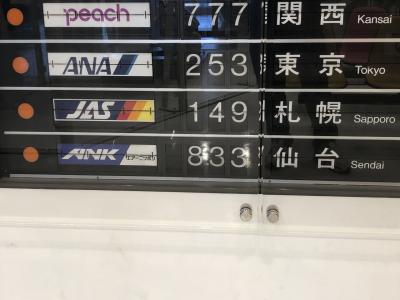 peach 777 関西 Kansai
ANA 253 東京 Tokyo
JAS 149 札幌 Sapporo
ANK 833 仙台 Sendai